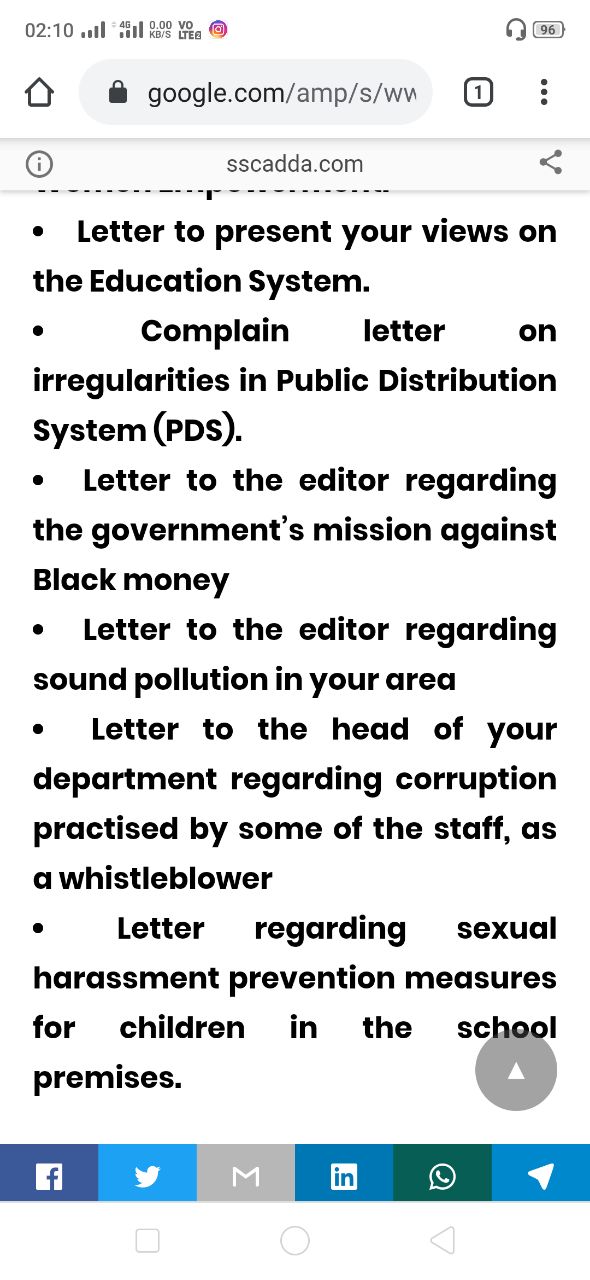 02:10 4G 0.00 KB/S VO LTE2 96
google.com/amp/s/ww 1
sscadda.com
Women Empowerment.
• Letter to present your views on
the Education System.
• Complain letter on
irregularities in Public Distribution
System (PDS).
• Letter to the editor regarding
the government's mission against
Black money
• Letter to the editor regarding
sound pollution in your area
• Letter to the head of your
department regarding corruption
practised by some of the staff, as
a whistleblower
• Letter regarding sexual
harassment prevention measures
for children in the school
premises.